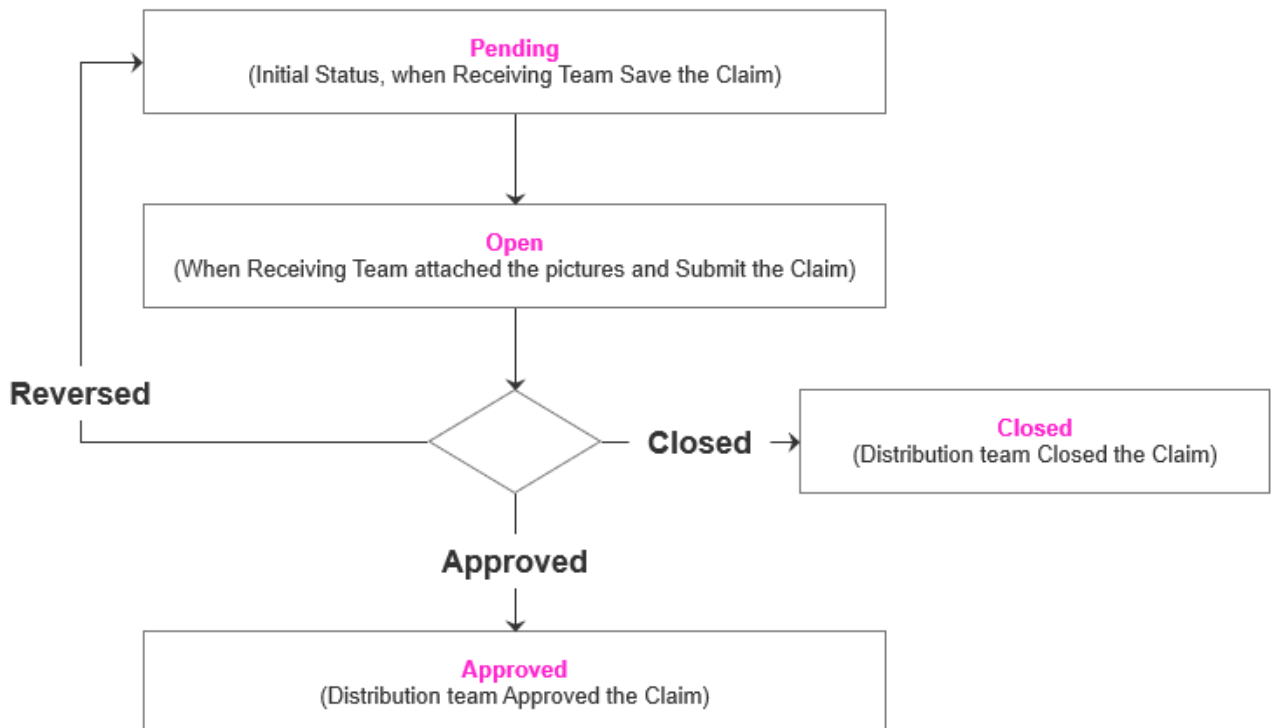 Pending
(Initial Status, when Receiving Team Save the Claim)
Open
(When Receiving Team attached the pictures and Submit the Claim)
Reversed
Closed
Closed
(Distribution team Closed the Claim)
Approved
Approved
(Distribution team Approved the Claim)